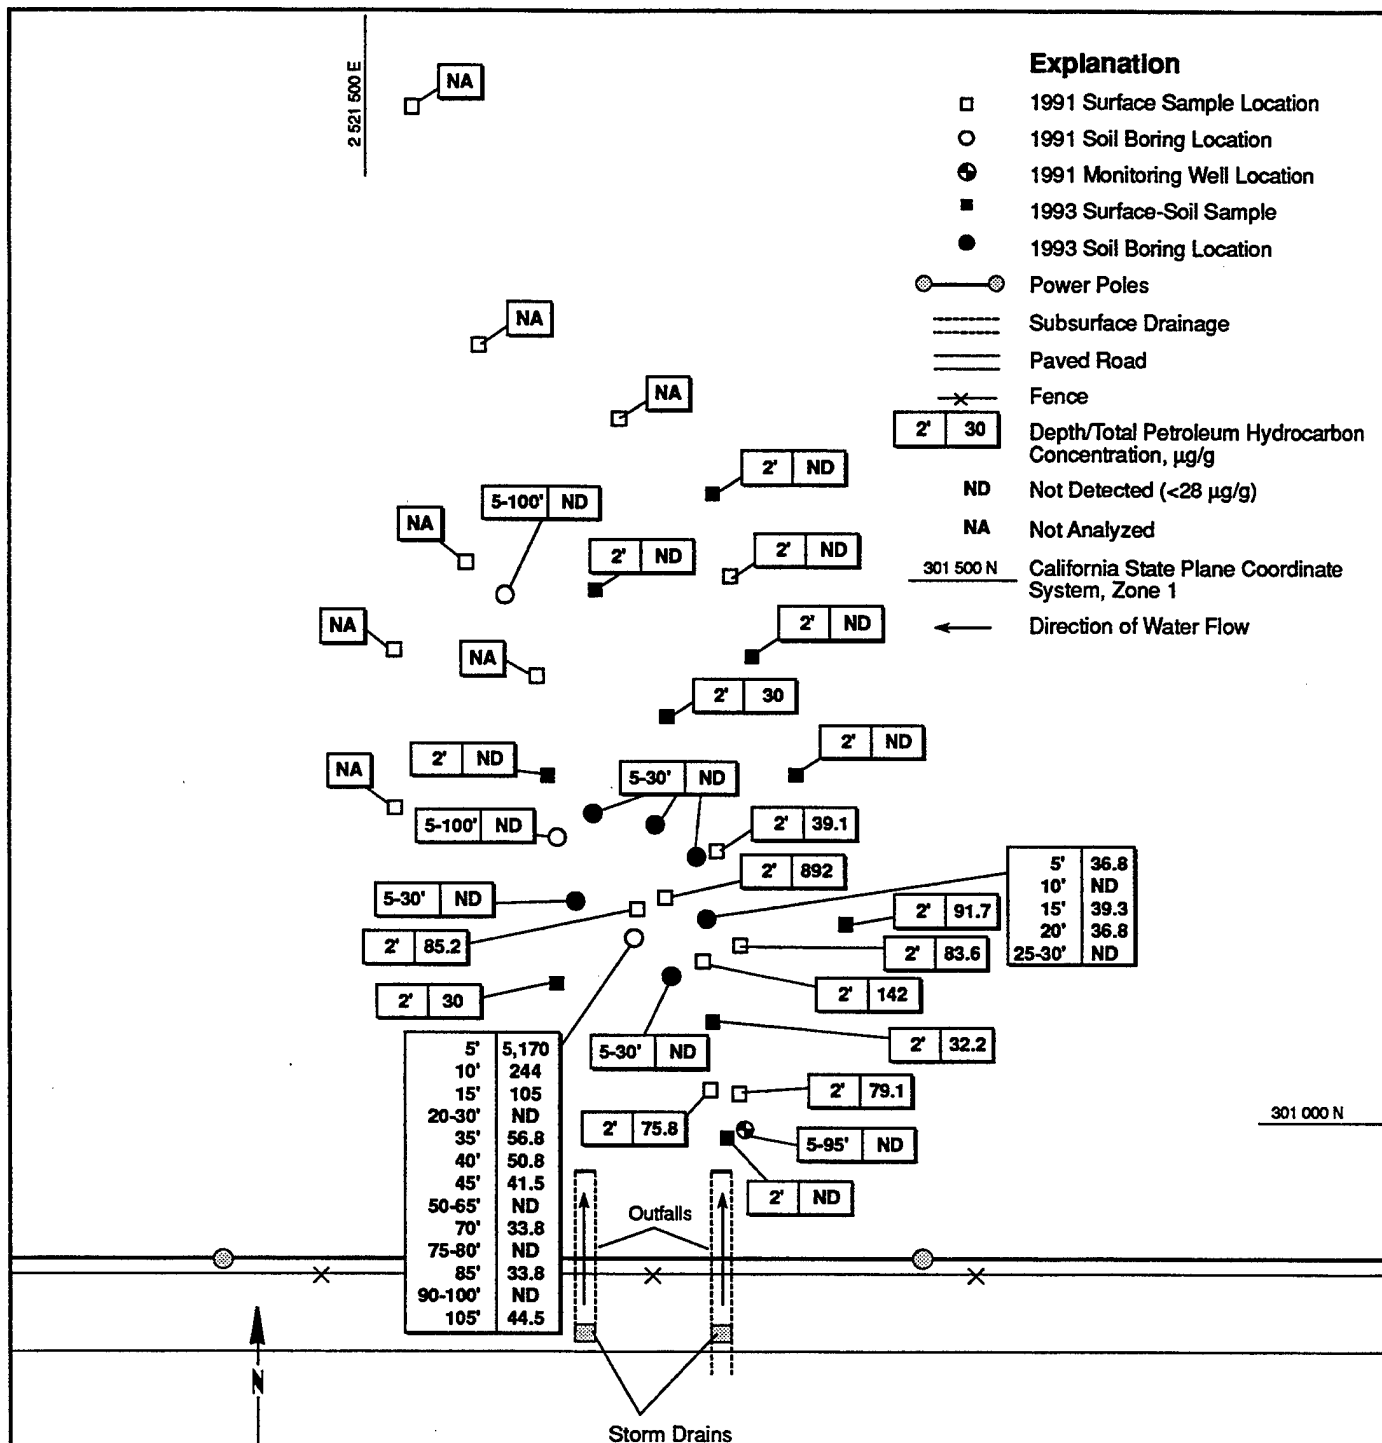 2 521 500 E
NA
Explanation
1991 Surface Sample Location
1991 Soil Boring Location
1991 Monitoring Well Location
1993 Surface-Soil Sample
1993 Soil Boring Location
Power Poles
Subsurface Drainage
Paved Road
Fence
2' 30
Depth/Total Petroleum Hydrocarbon
Concentration, µg/g
ND Not Detected (<28 µg/g)
NA Not Analyzed
301 500 N California State Plane Coordinate
System, Zone 1
Direction of Water Flow
NA
NA
2' ND
5-100' ND
NA
2' ND
2' ND
NA
2' ND
NA
2' 30
2' ND
2' ND
NA
5-30' ND
5-100' ND
2' 39.1
2' 892
5' 36.8
10' ND
15' 39.3
20' 36.8
25-30' ND
5-30' ND
2' 91.7
2' 85.2
2' 83.6
2' 30
2' 142
2' 32.2
5-30' ND
5' 5,170
10' 244
15' 105
20-30' ND
35' 56.8
40' 50.8
45' 41.5
50-65' ND
70' 33.8
75-80' ND
85' 33.8
90-100' ND
105' 44.5
2' 79.1
2' 75.8
301 000 N
5-95' ND
2' ND
Outfalls
N
Storm Drains